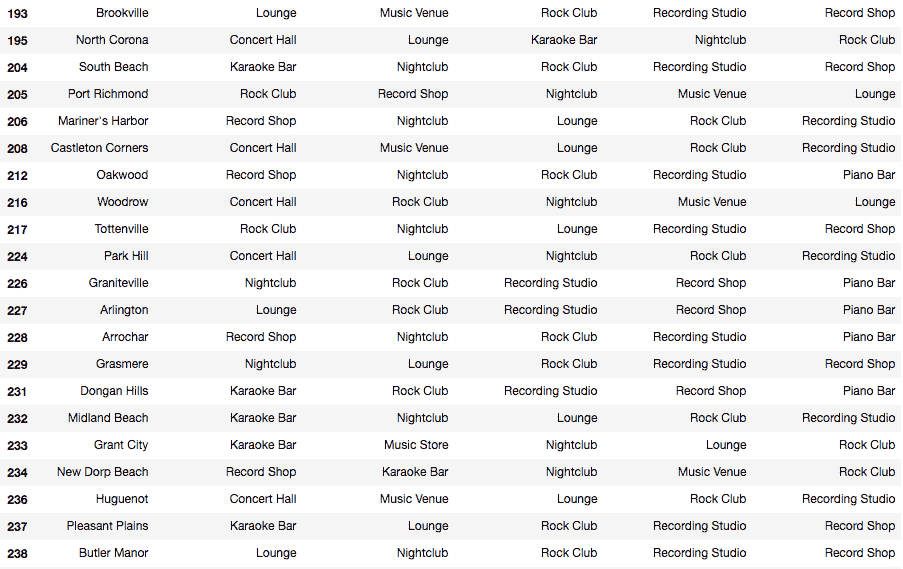 193 Brookville Lounge Music Venue Rock Club Recording Studio Record Shop
195 North Corona Concert Hall Lounge Karaoke Bar Nightclub Rock Club
204 South Beach Karaoke Bar Nightclub Rock Club Recording Studio Record Shop
205 Port Richmond Rock Club Record Shop Nightclub Music Venue Lounge
206 Mariner's Harbor Record Shop Nightclub Lounge Rock Club Recording Studio
208 Castleton Corners Concert Hall Music Venue Lounge Rock Club Recording Studio
212 Oakwood Record Shop Nightclub Rock Club Recording Studio Piano Bar
216 Woodrow Concert Hall Rock Club Nightclub Music Venue Lounge
217 Tottenville Rock Club Nightclub Lounge Recording Studio Record Shop
224 Park Hill Concert Hall Lounge Nightclub Rock Club Recording Studio
226 Graniteville Nightclub Rock Club Recording Studio Record Shop Piano Bar
227 Arlington Lounge Rock Club Recording Studio Record Shop Piano Bar
228 Arrochar Record Shop Nightclub Rock Club Recording Studio Piano Bar
229 Grasmere Nightclub Lounge Rock Club Recording Studio Record Shop
231 Dongan Hills Karaoke Bar Rock Club Recording Studio Record Shop Piano Bar
232 Midland Beach Karaoke Bar Nightclub Lounge Rock Club Recording Studio
233 Grant City Karaoke Bar Music Store Nightclub Lounge Rock Club
234 New Dorp Beach Record Shop Karaoke Bar Nightclub Music Venue Rock Club
236 Huguenot Concert Hall Music Venue Lounge Rock Club Recording Studio
237 Pleasant Plains Karaoke Bar Lounge Rock Club Recording Studio Record Shop
238 Butler Manor Lounge Nightclub Rock Club Recording Studio Record Shop